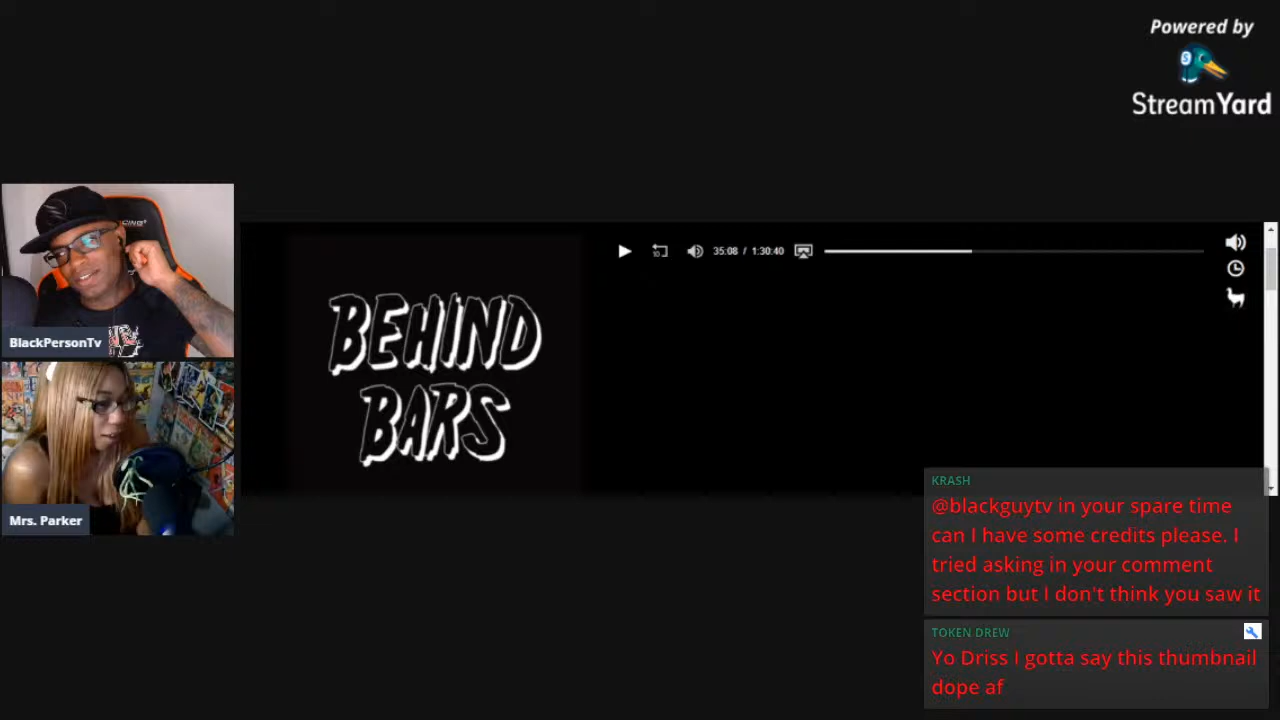 Powered by
StreamYard
BlackPersonTv
35:08 / 1:30:40
BEHIND
BARS
Mrs. Parker
KRASH
@blackguytv in your spare time
can I have some credits please. I
tried asking in your comment
section but I don't think you saw it
TOKEN DREW
Yo Driss I gotta say this thumbnail
dope af